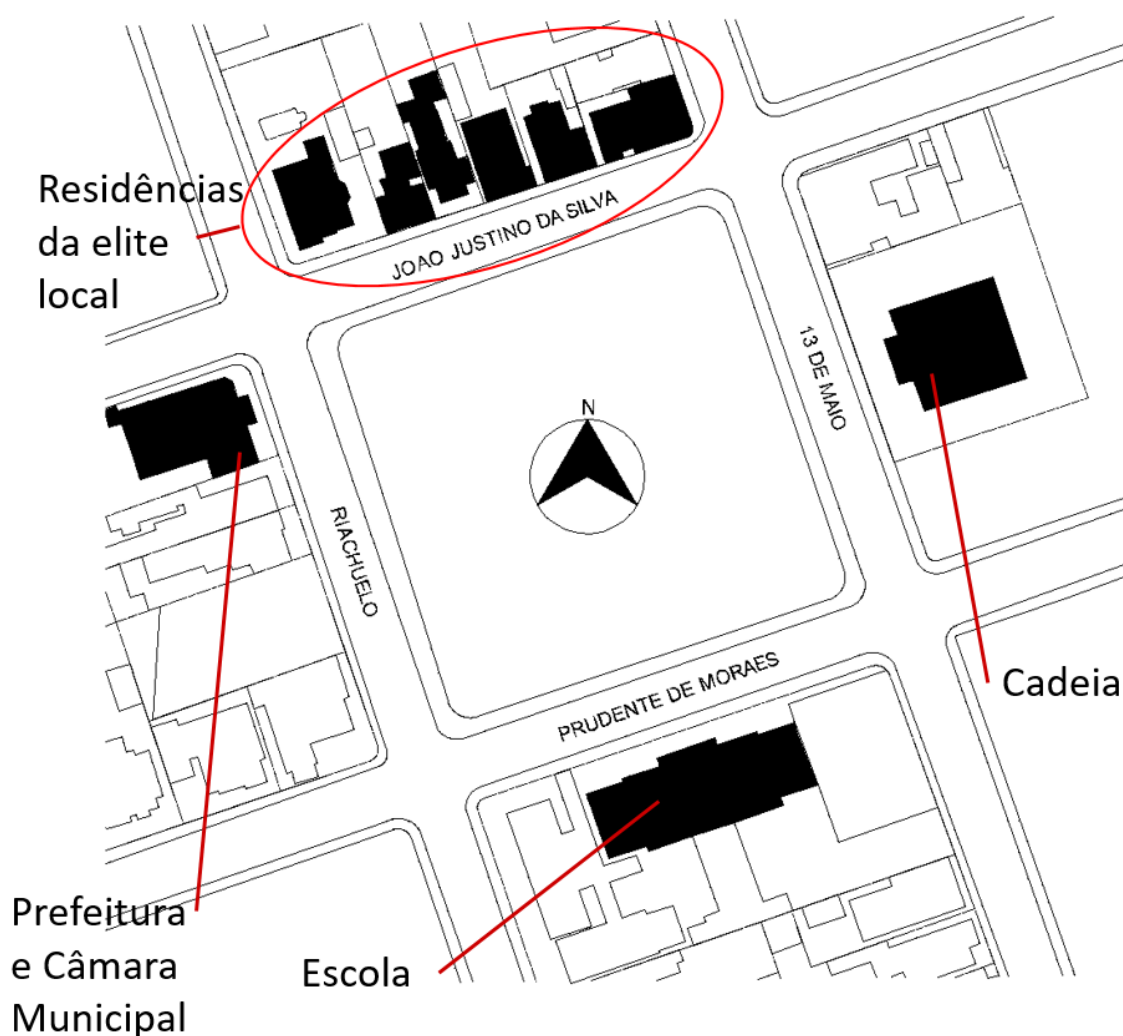 Residências
da elite
local
JOAO JUSTINO DA SILVA
13 DE MAIO
N
RIACHUELO
PRUDENTE DE MORAES
Cadeia
Prefeitura
e Câmara
Municipal
Escola